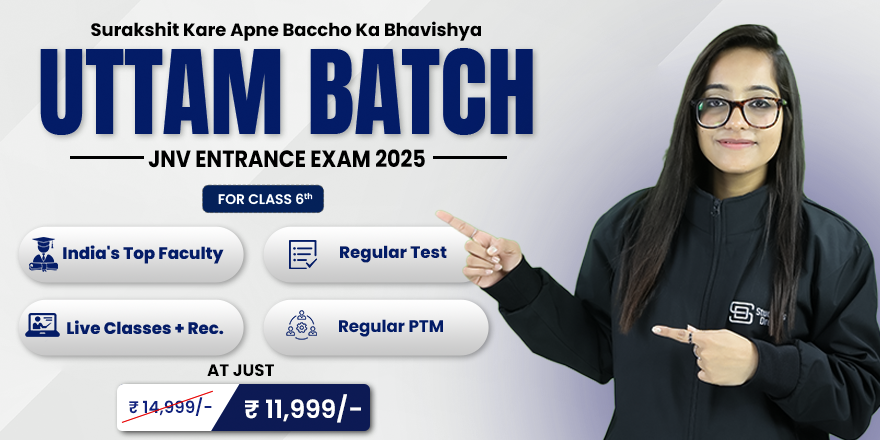 Surakshit Kare Apne Baccho Ka Bhavishya
UTTAM BATCH
JNV ENTRANCE EXAM 2025
FOR CLASS 6th
India's Top Faculty
Regular Test
Live Classes + Rec.
Regular PTM
AT JUST
₹ 14,999/-
₹ 11,999/-